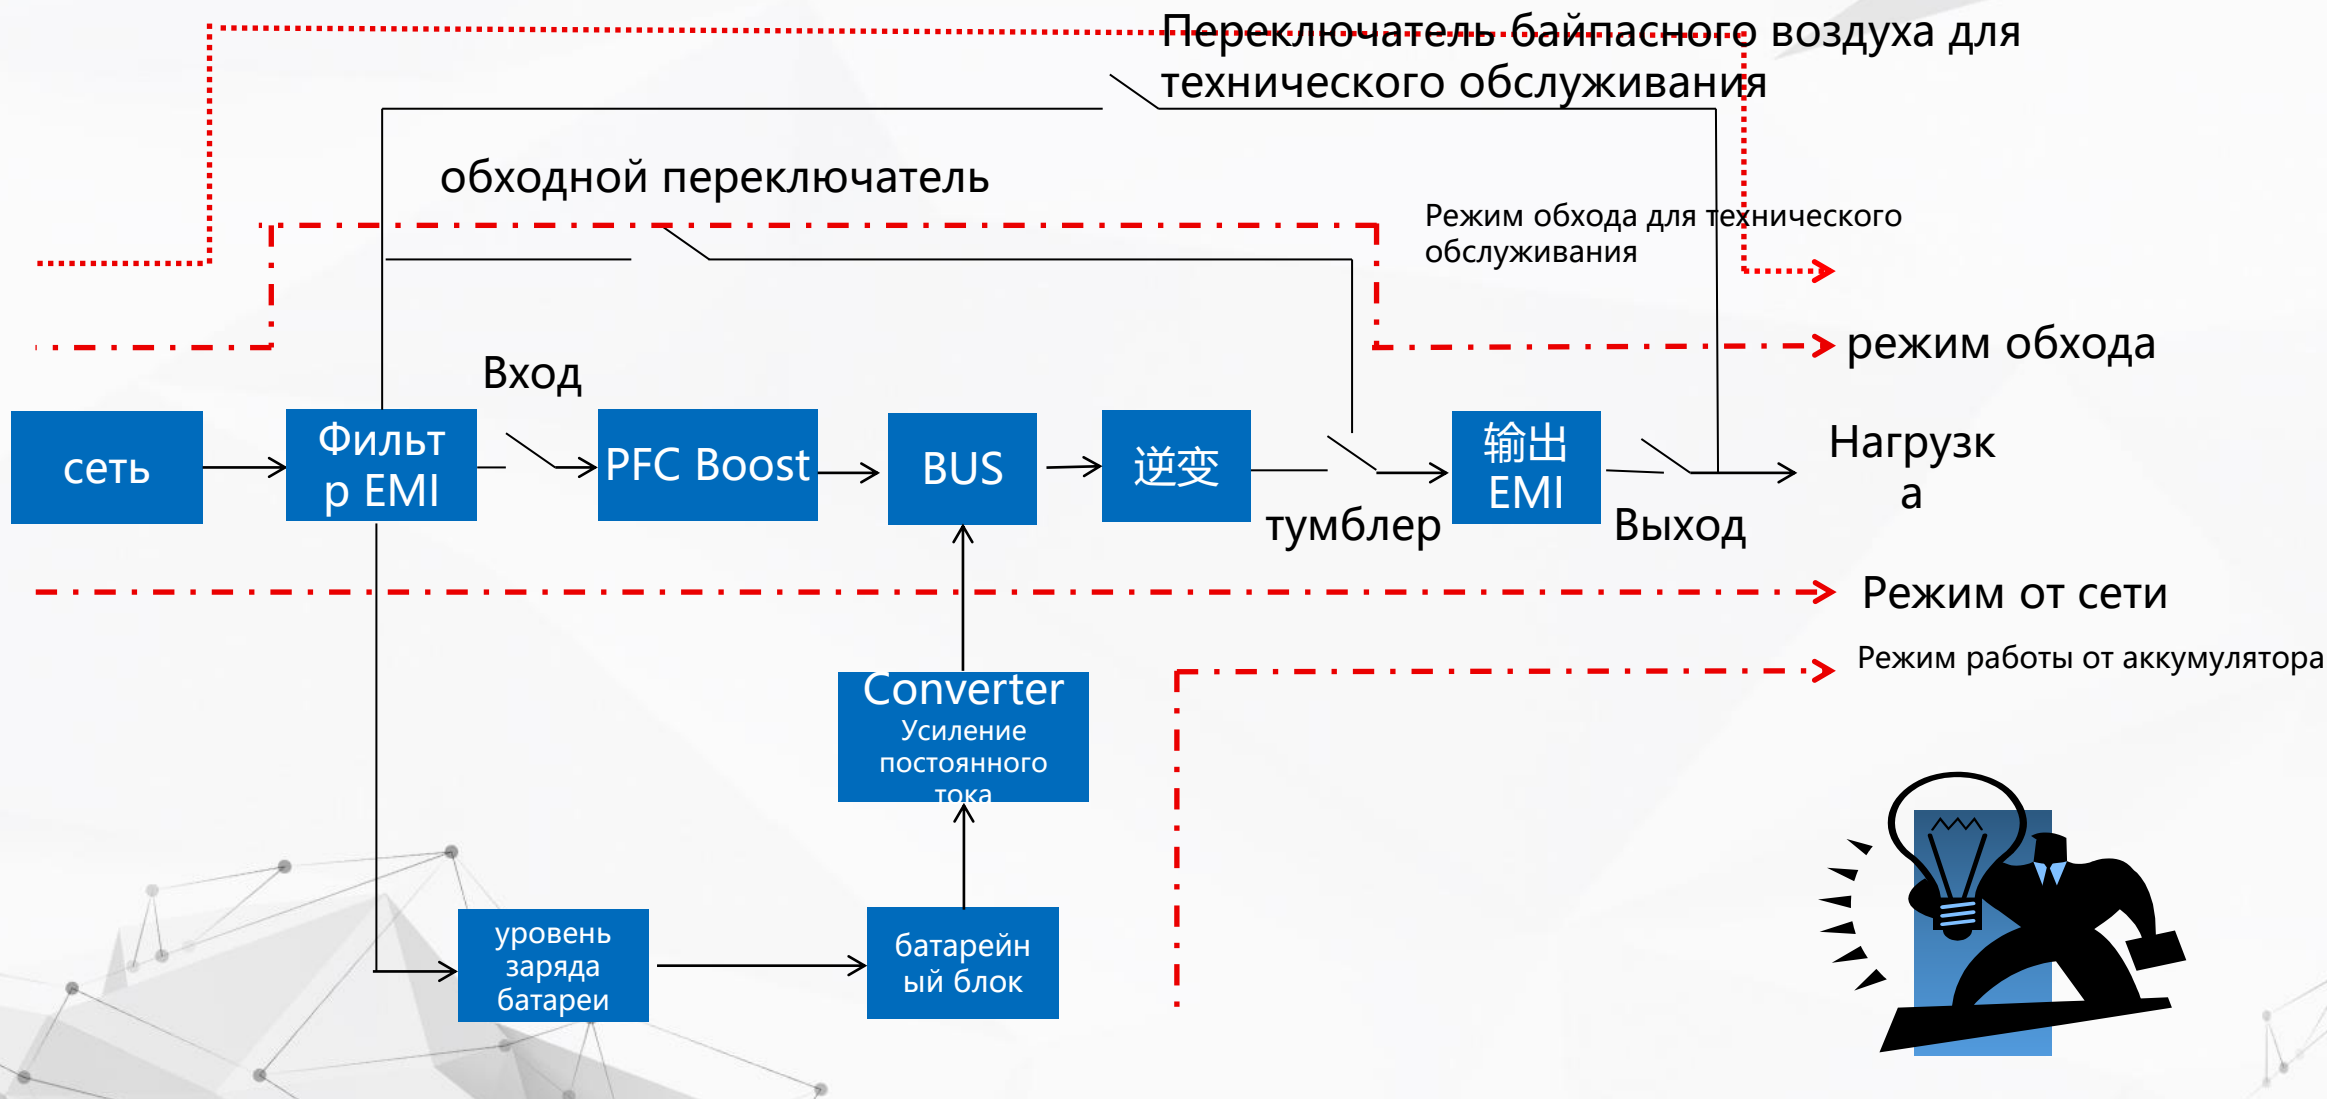 Переключатель байпасного воздуха для
технического обслуживания
обходной переключатель
Режим обхода для технического
обслуживания
режим обхода
Вход
сеть
Фильт
р EMI
PFC Boost
BUS
逆变
тумблер
输出
EMI
Выход
Нагрузк
а
Режим от сети
Режим работы от аккумулятора
Converter
Усиление
постоянного
тока
уровень
заряда
батареи
батарейн
ый блок